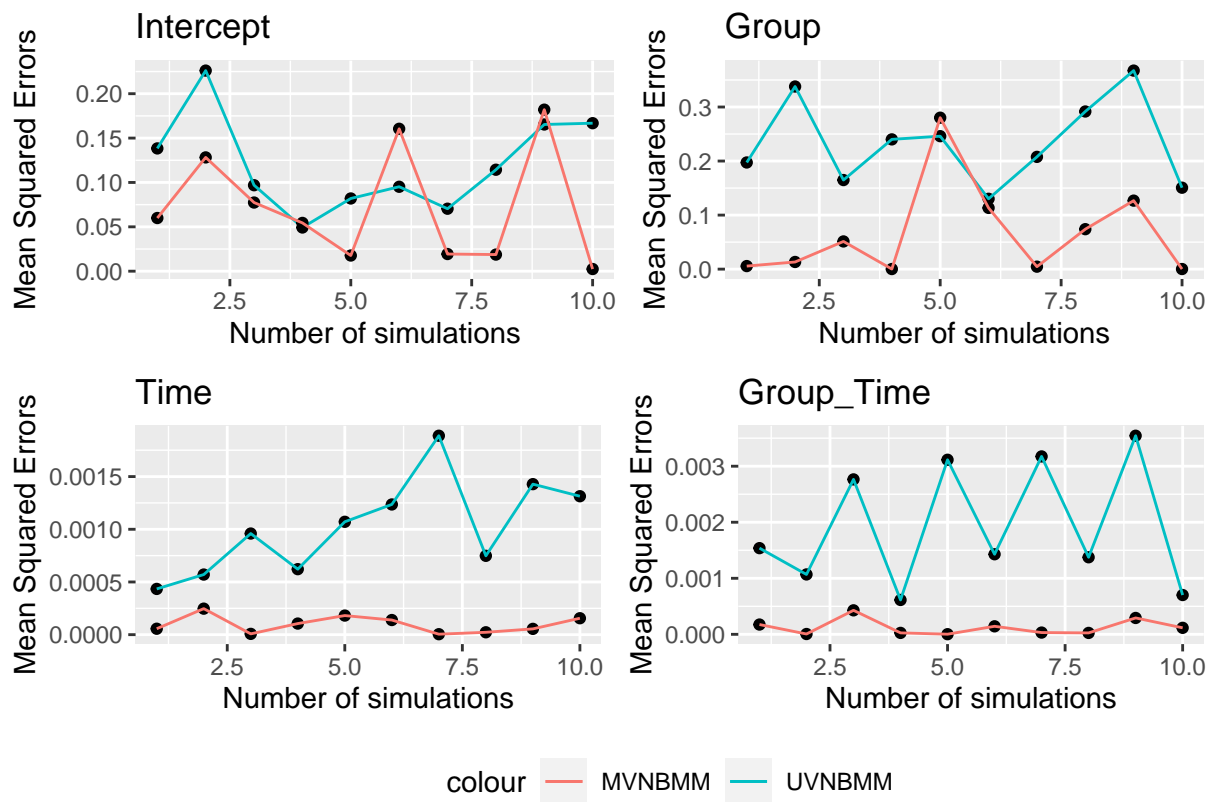 Intercept
Mean Squared Errors
0.20
0.15
0.10
0.05
0.00
2.5 5.0 7.5 10.0
Number of simulations
Group
Mean Squared Errors
0.3
0.2
0.1
0.0
2.5 5.0 7.5 10.0
Number of simulations
Time
Mean Squared Errors
0.0015
0.0010
0.0005
0.0000
2.5 5.0 7.5 10.0
Number of simulations
Group_Time
Mean Squared Errors
0.003
0.002
0.001
0.000
2.5 5.0 7.5 10.0
Number of simulations
colour MVNBMM UVNBMM